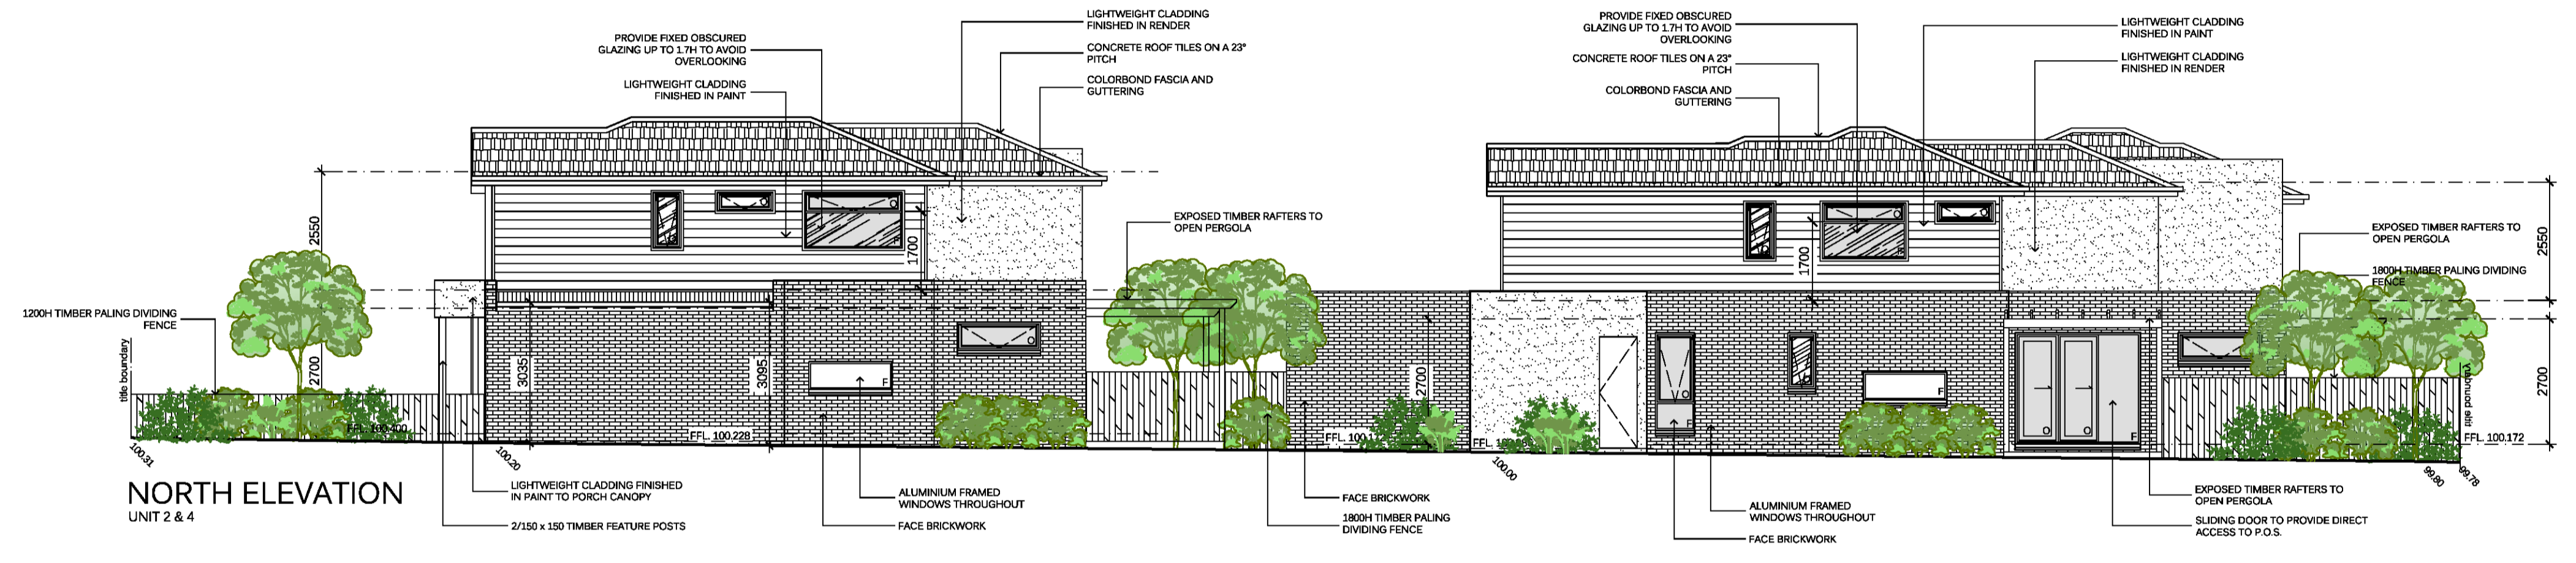 LIGHTWEIGHT CLADDING
FINISHED IN RENDER
PROVIDE FIXED OBSCURED
GLAZING UP TO 1.7H TO AVOID
OVERLOOKING
CONCRETE ROOF TILES ON A 23°
PITCH
LIGHTWEIGHT CLADDING
FINISHED IN PAINT
COLORBOND FASCIA AND
GUTTERING
PROVIDE FIXED OBSCURED
GLAZING UP TO 1.7H TO AVOID
OVERLOOKING
LIGHTWEIGHT CLADDING
FINISHED IN PAINT
CONCRETE ROOF TILES ON A 23°
PITCH
LIGHTWEIGHT CLADDING
FINISHED IN RENDER
COLORBOND FASCIA AND
GUTTERING
2550
1700
EXPOSED TIMBER RAFTERS TO
OPEN PERGOLA
1700
EXPOSED TIMBER RAFTERS TO
OPEN PERGOLA
2550
1800H TIMBER PALING DIVIDING
FENCE
1200H TIMBER PALING DIVIDING
FENCE
title boundary
2700
3035
3095
F
2700
F
F
F
2700
title boundary
FFL. 100.400
FFL. 100.228
FFL. 100.1
FFL.
FFL. 100.172
100.31
100.20
100.00
99.80
99.78
NORTH ELEVATION
UNIT 2 & 4
LIGHTWEIGHT CLADDING FINISHED
IN PAINT TO PORCH CANOPY
2/150 x 150 TIMBER FEATURE POSTS
ALUMINIUM FRAMED
WINDOWS THROUGHOUT
FACE BRICKWORK
FACE BRICKWORK
1800H TIMBER PALING
DIVIDING FENCE
ALUMINIUM FRAMED
WINDOWS THROUGHOUT
FACE BRICKWORK
EXPOSED TIMBER RAFTERS TO
OPEN PERGOLA
SLIDING DOOR TO PROVIDE DIRECT
ACCESS TO P.O.S.